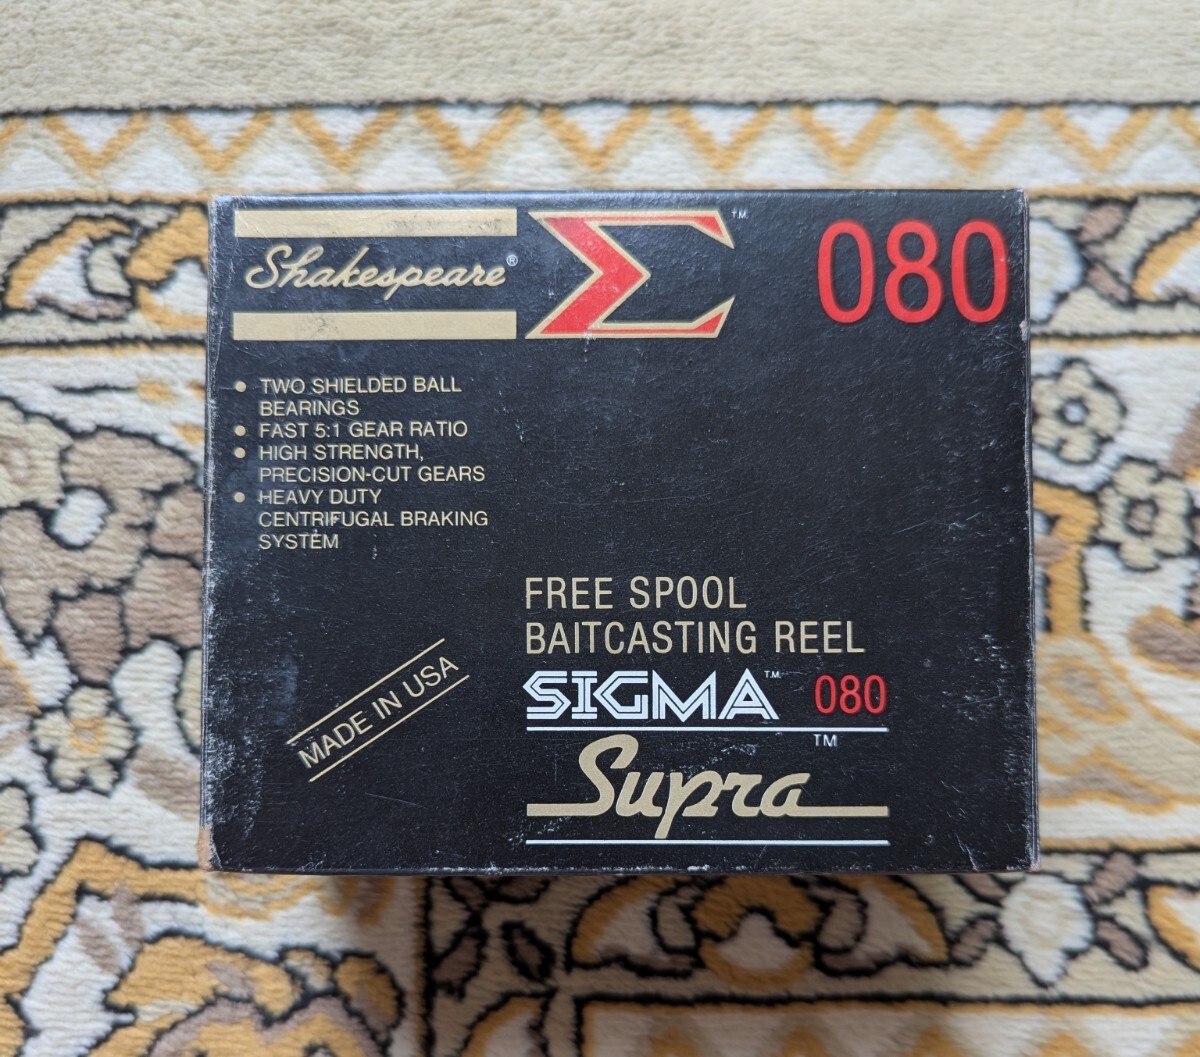 Shakespeare®
Σ™
080
• TWO SHIELDED BALL
BEARINGS
• FAST 5:1 GEAR RATIO
• HIGH STRENGTH,
PRECISION-CUT GEARS
• HEAVY DUTY
CENTRIFUGAL BRAKING
SYSTEM
MADE IN USA
FREE SPOOL
BAITCASTING REEL
SIGMA™ 080
Supra™